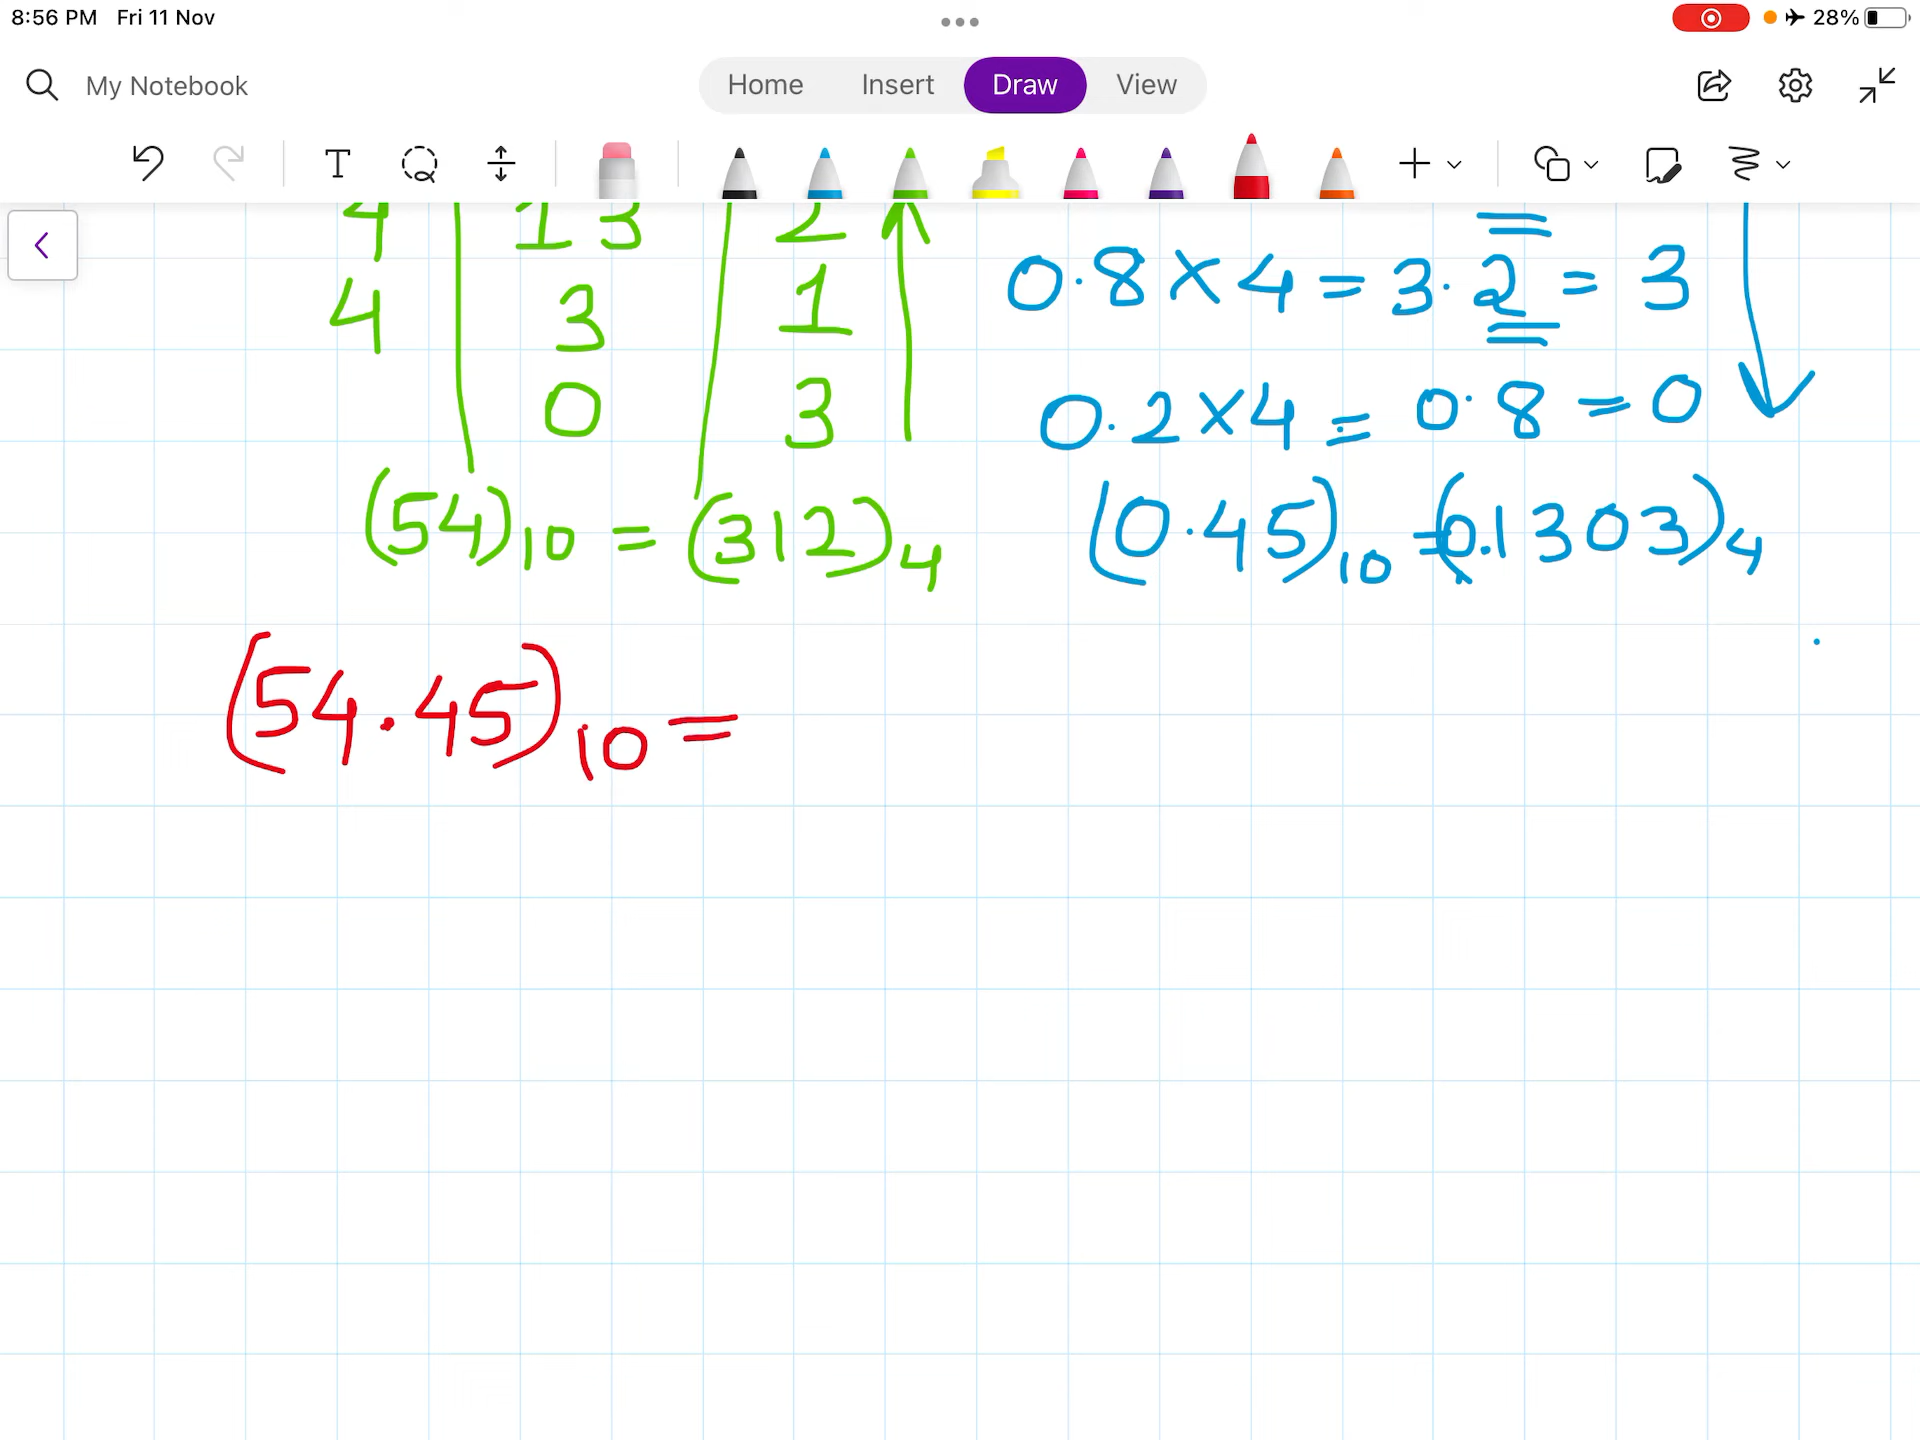 8:56 PM Fri 11 Nov
28%
My Notebook
Home Insert Draw View
T
4 | 13 | 2
4 | 3 | 1
0 | 3
(54)10 = (312)4
0.8 × 4 = 3.2 = 3
0.2 × 4 = 0.8 = 0
(0.45)10 = (0.1303)4
(54.45)10 =